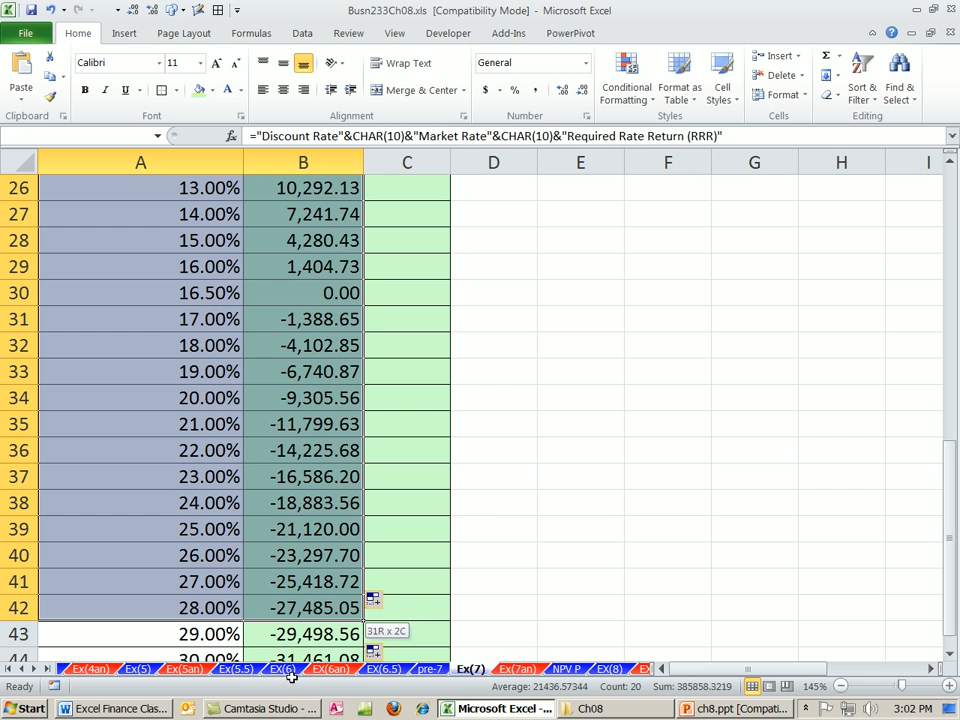 Busn233Ch08.xls [Compatibility Mode] - Microsoft Excel
File Home Insert Page Layout Formulas Data Review View Developer Add-Ins PowerPivot
Paste Calibri 11 A A Wrap Text General Conditional Formatting Format as Table Cell Styles Insert Σ Sort & Filter Find & Select
B I U A Merge & Center $ % , Delete
Format
Clipboard Font Alignment Number Styles Cells Editing
fx ="Discount Rate"&CHAR(10)&"Market Rate"&CHAR(10)&"Required Rate Return (RRR)"
A B C D E F G H I
26 13.00% 10,292.13
27 14.00% 7,241.74
28 15.00% 4,280.43
29 16.00% 1,404.73
30 16.50% 0.00
31 17.00% -1,388.65
32 18.00% -4,102.85
33 19.00% -6,740.87
34 20.00% -9,305.56
35 21.00% -11,799.63
36 22.00% -14,225.68
37 23.00% -16,586.20
38 24.00% -18,883.56
39 25.00% -21,120.00
40 26.00% -23,297.70
41 27.00% -25,418.72
42 28.00% -27,485.05
31R x 2C
43 29.00% -29,498.56
44 30.00% -31,461.08
Ex(4an) Ex(5) Ex(5an) Ex(5.5) Ex(6) Ex(6an) Ex(6.5) pre-7 Ex(7) Ex(7an) NPV P Ex(8)
Ready Average: 21436.57344 Count: 20 Sum: 385858.3219 145%
Start Excel Finance Clas... Camtasia Studio - ... Microsoft Excel -... Ch08 ch8.ppt [Compati... 3:02 PM